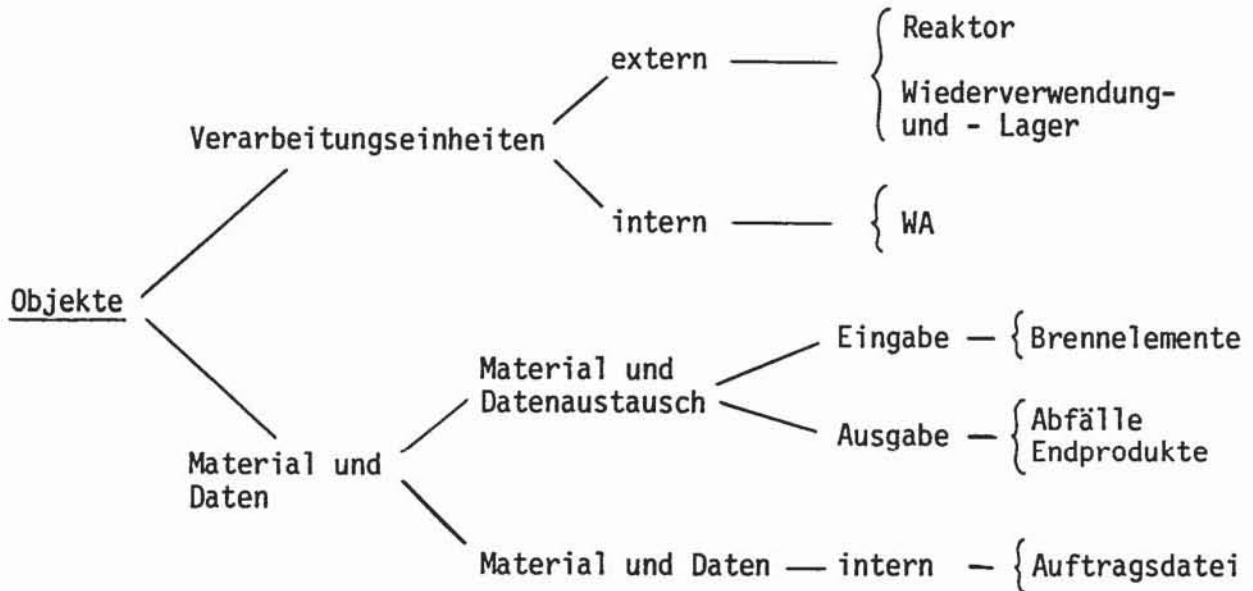 Reaktor
extern
Wiederverwendung-
und - Lager
Verarbeitungseinheiten
intern
WA
Objekte
Eingabe
Brennelemente
Material und
Datenaustausch
Ausgabe
Abfälle
Endprodukte
Material und
Daten
Material und Daten — intern — { Auftragsdatei